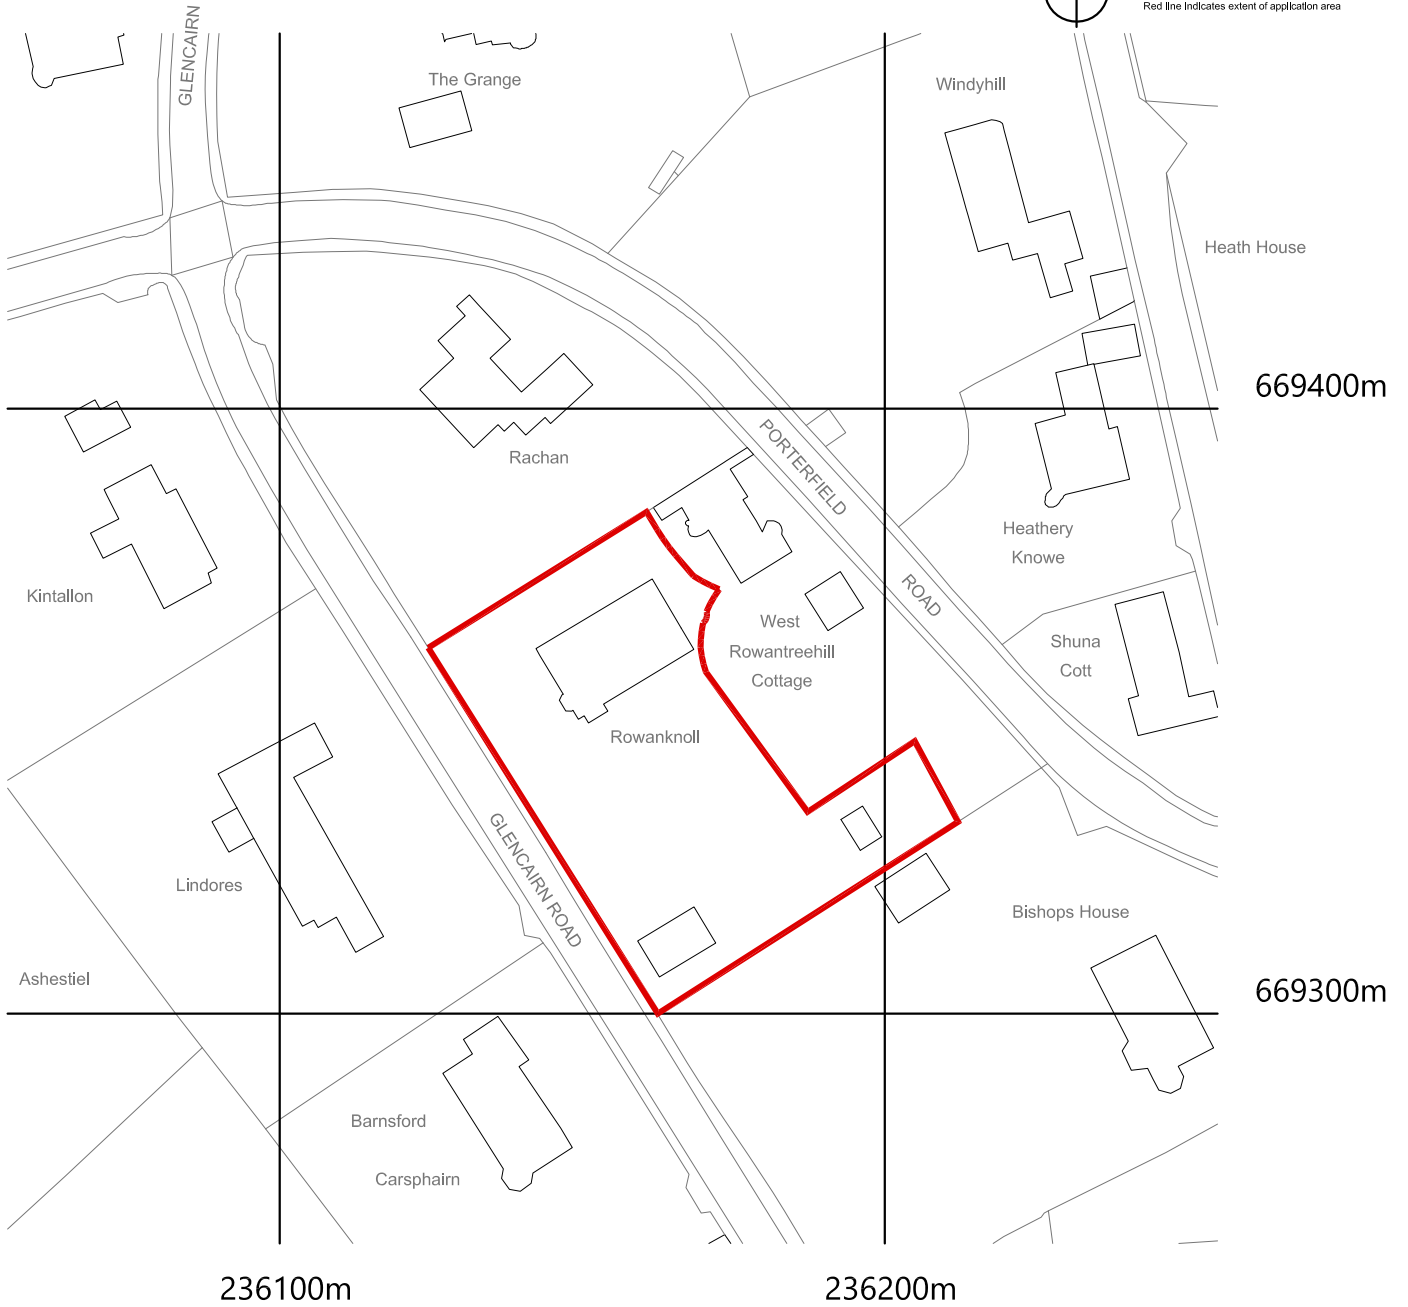 Red line indicates extent of application area
GLENCAIRN
The Grange
Windyhill
Heath House
669400m
PORTERFIELD
Rachan
Heathery
Knowe
Kintallon
ROAD
West
Rowantreehill
Cottage
Shuna
Cott
Rowanknoll
GLENCAIRN ROAD
Lindores
Bishops House
Ashestiel
669300m
Barnsford
Carsphairn
236100m
236200m